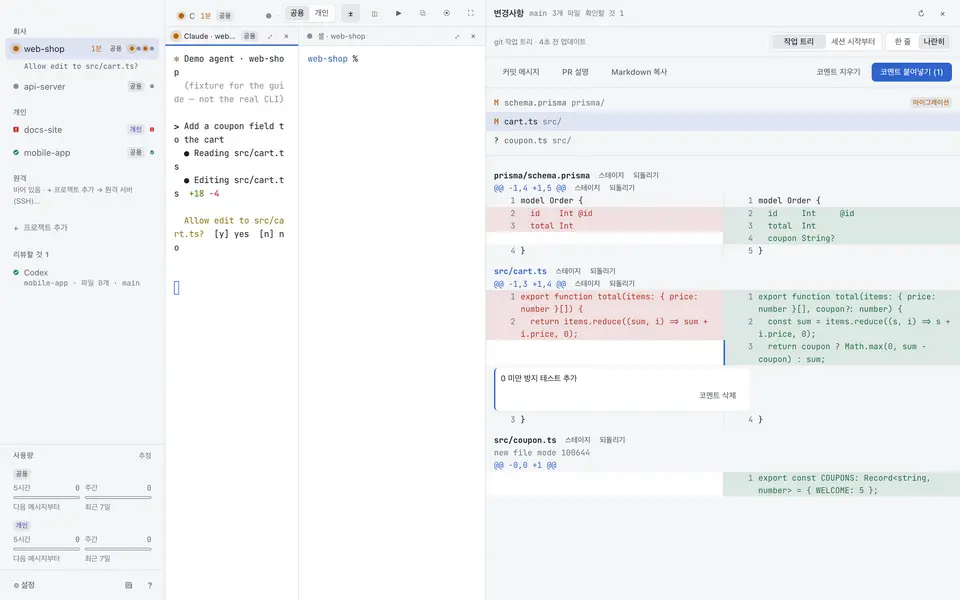 회사
web-shop 1분 공용
Allow edit to src/cart.ts?
api-server 공용
개인
docs-site 개인
mobile-app 공용
원격
비어 있음 · + 프로젝트 추가 → 원격 서버
(SSH)…
+ 프로젝트 추가
리뷰할 것 1
Codex
mobile-app · 파일 0개 · main
사용량 추정
공용
5시간 0 주간 0
다음 메시지부터 최근 7일
개인
5시간 0 주간 0
다음 메시지부터 최근 7일
설정 ?
C 1분 공용
공용 개인
Claude · web... 공용
✻ Demo agent · web-sho
p
(fixture for the gui
de — not the real CLI)
> Add a coupon field t
o the cart
● Reading src/cart.t
s
● Editing src/cart.t
s +18 -4
Allow edit to src/ca
rt.ts? [y] yes [n] n
o
셸 · web-shop
web-shop %
변경사항 main 3개 파일 확인할 것 1
git 작업 트리 · 4초 전 업데이트
작업 트리 세션 시작부터 한 줄 나란히
커밋 메시지 PR 설명 Markdown 복사 코멘트 지우기 코멘트 붙여넣기 (1)
M schema.prisma prisma/ 마이그레이션
M cart.ts src/
? coupon.ts src/
prisma/schema.prisma 스테이지 되돌리기
@@ -1,4 +1,5 @@ 스테이지 되돌리기
1 model Order { 1 model Order {
2 id Int @id 2 id Int @id
3 total Int 3 total Int
4 coupon String?
4 } 5 }
src/cart.ts 스테이지 되돌리기
@@ -1,3 +1,4 @@ 스테이지 되돌리기
1 export function total(items: { price: 1 export function total(items: { price:
number }[]) { number }[], coupon?: number) {
2 return items.reduce((sum, i) => sum + 2 const sum = items.reduce((s, i) => s +
i.price, 0); i.price, 0);
3 return coupon ? Math.max(0, sum -
coupon) : sum;
0 미만 방지 테스트 추가
코멘트 삭제
3 } 4 }
src/coupon.ts 스테이지 되돌리기
new file mode 100644
@@ -0,0 +1 @@
1 export const COUPONS: Record<string,
number> = { WELCOME: 5 };